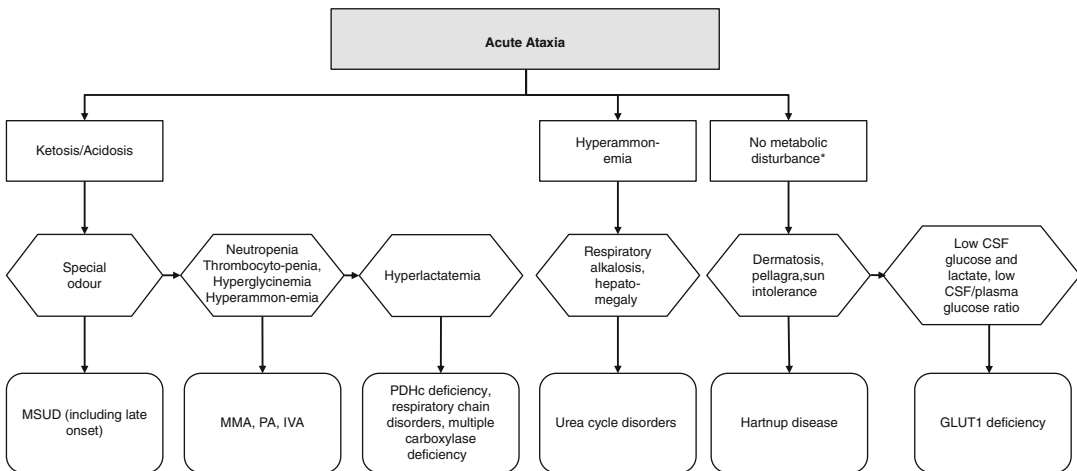 Acute Ataxia
Ketosis/Acidosis
Hyperammon-
emia
No metabolic
disturbance*
Special
odour
Neutropenia
Thrombocyto-penia,
Hyperglycinemia
Hyperammon-emia
Hyperlactatemia
Respiratory
alkalosis,
hepato-
megaly
Dermatosis,
pellagra,sun
intolerance
Low CSF
glucose and
lactate, low
CSF/plasma
glucose ratio
MSUD (including late
onset)
MMA, PA, IVA
PDHc deficiency,
respiratory chain
disorders, multiple
carboxylase
deficiency
Urea cycle disorders
Hartnup disease
GLUT1 deficiency